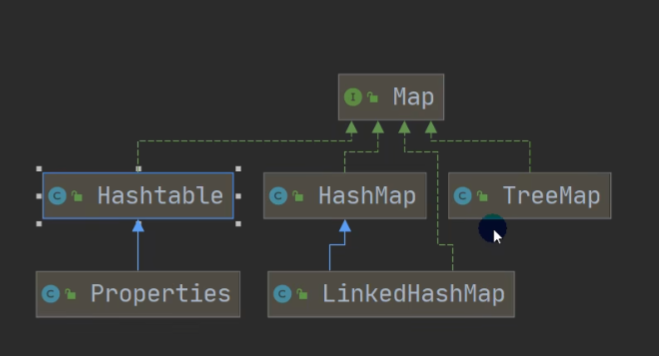 Map
Hashtable
HashMap
TreeMap
Properties
LinkedHashMap